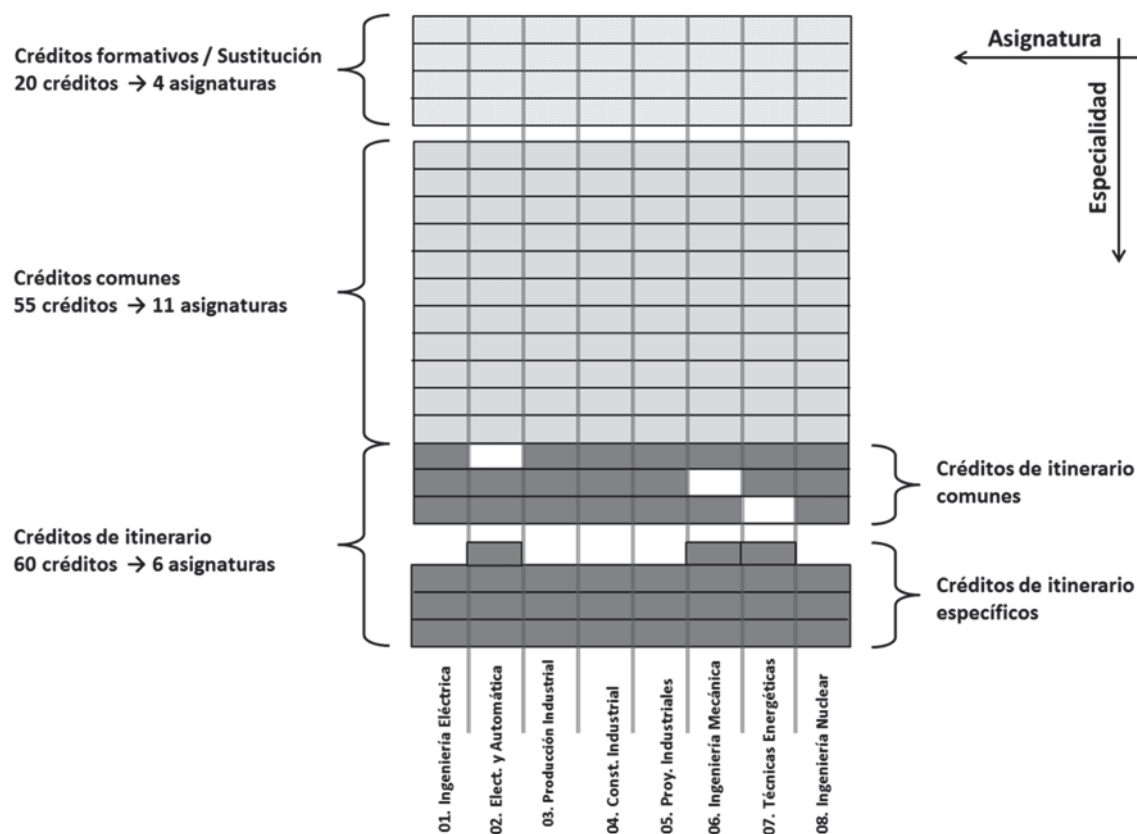 Créditos formativos / Sustitución
20 créditos → 4 asignaturas
Asignatura
Especialidad
Créditos comunes
55 créditos → 11 asignaturas
Créditos de itinerario
comunes
Créditos de itinerario
60 créditos → 6 asignaturas
Créditos de itinerario
específicos
01. Ingeniería Eléctrica
02. Elect. y Automática
03. Producción Industrial
04. Const. Industrial
05. Proy. Industriales
06. Ingeniería Mecánica
07. Técnicas Energéticas
08. Ingeniería Nuclear